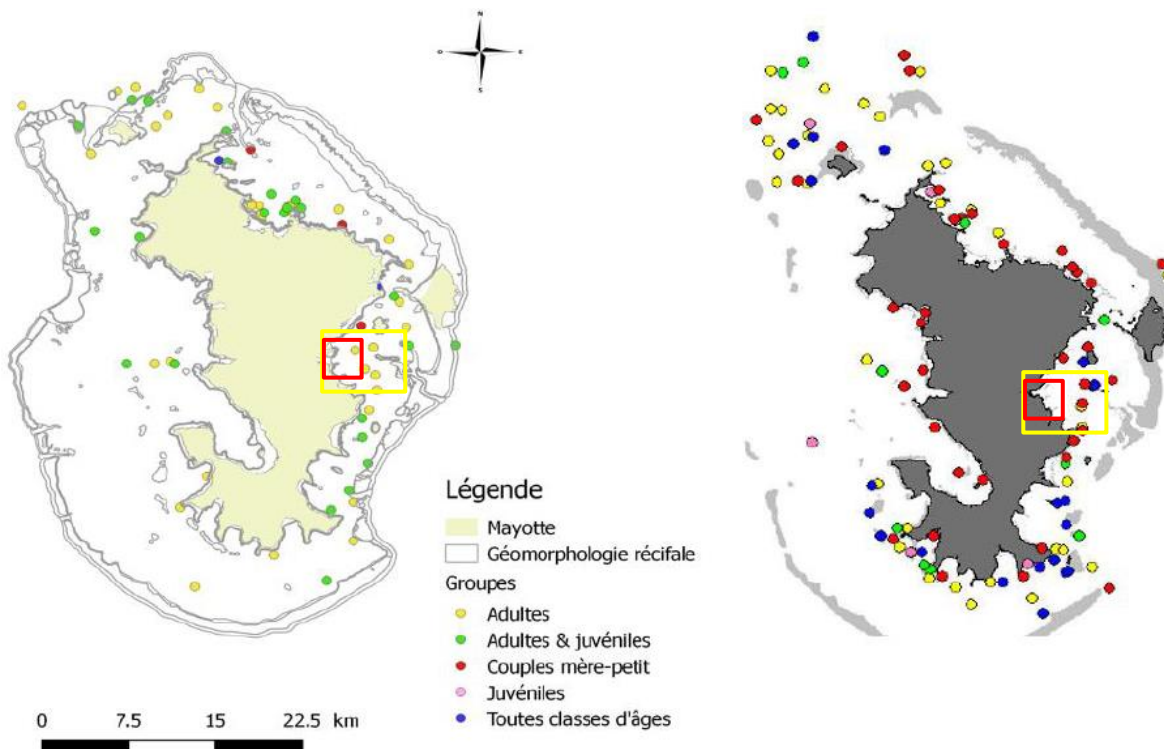 N
O
E
S
Légende
Mayotte
Géomorphologie récifale
Groupes
Adultes
Adultes & juvéniles
Couples mère-petit
Juvéniles
Toutes classes d'âges
0 7.5 15 22.5 km